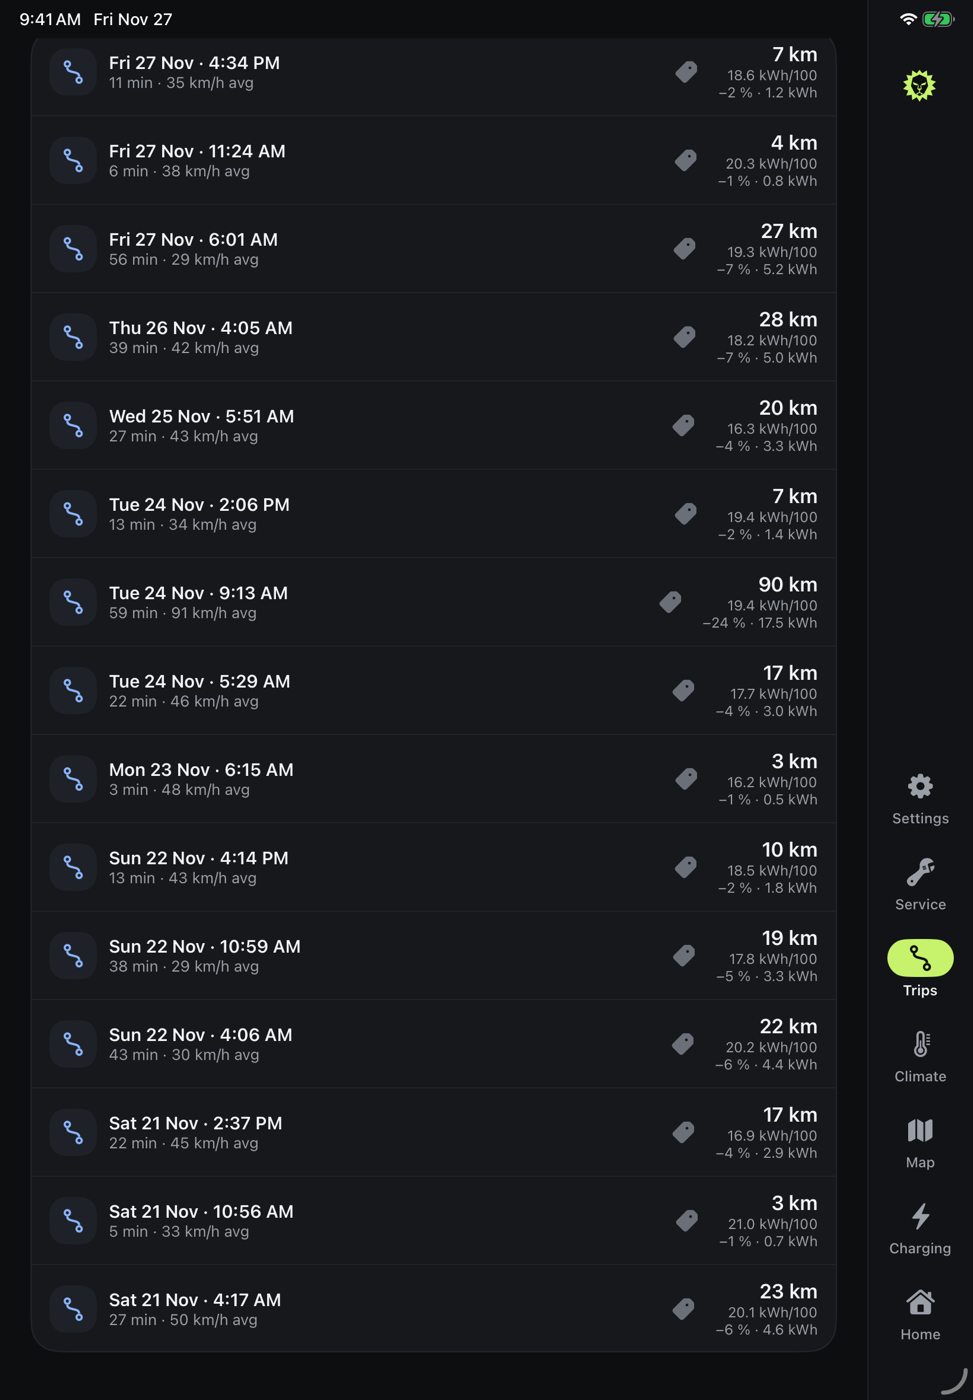 9:41 AM Fri Nov 27
Fri 27 Nov · 4:34 PM
11 min · 35 km/h avg
7 km
18.6 kWh/100
−2 % · 1.2 kWh
Fri 27 Nov · 11:24 AM
6 min · 38 km/h avg
4 km
20.3 kWh/100
−1 % · 0.8 kWh
Fri 27 Nov · 6:01 AM
56 min · 29 km/h avg
27 km
19.3 kWh/100
−7 % · 5.2 kWh
Thu 26 Nov · 4:05 AM
39 min · 42 km/h avg
28 km
18.2 kWh/100
−7 % · 5.0 kWh
Wed 25 Nov · 5:51 AM
27 min · 43 km/h avg
20 km
16.3 kWh/100
−4 % · 3.3 kWh
Tue 24 Nov · 2:06 PM
13 min · 34 km/h avg
7 km
19.4 kWh/100
−2 % · 1.4 kWh
Tue 24 Nov · 9:13 AM
59 min · 91 km/h avg
90 km
19.4 kWh/100
−24 % · 17.5 kWh
Tue 24 Nov · 5:29 AM
22 min · 46 km/h avg
17 km
17.7 kWh/100
−4 % · 3.0 kWh
Mon 23 Nov · 6:15 AM
3 min · 48 km/h avg
3 km
16.2 kWh/100
−1 % · 0.5 kWh
Sun 22 Nov · 4:14 PM
13 min · 43 km/h avg
10 km
18.5 kWh/100
−2 % · 1.8 kWh
Sun 22 Nov · 10:59 AM
38 min · 29 km/h avg
19 km
17.8 kWh/100
−5 % · 3.3 kWh
Sun 22 Nov · 4:06 AM
43 min · 30 km/h avg
22 km
20.2 kWh/100
−6 % · 4.4 kWh
Sat 21 Nov · 2:37 PM
22 min · 45 km/h avg
17 km
16.9 kWh/100
−4 % · 2.9 kWh
Sat 21 Nov · 10:56 AM
5 min · 33 km/h avg
3 km
21.0 kWh/100
−1 % · 0.7 kWh
Sat 21 Nov · 4:17 AM
27 min · 50 km/h avg
23 km
20.1 kWh/100
−6 % · 4.6 kWh
Settings
Service
Trips
Climate
Map
Charging
Home